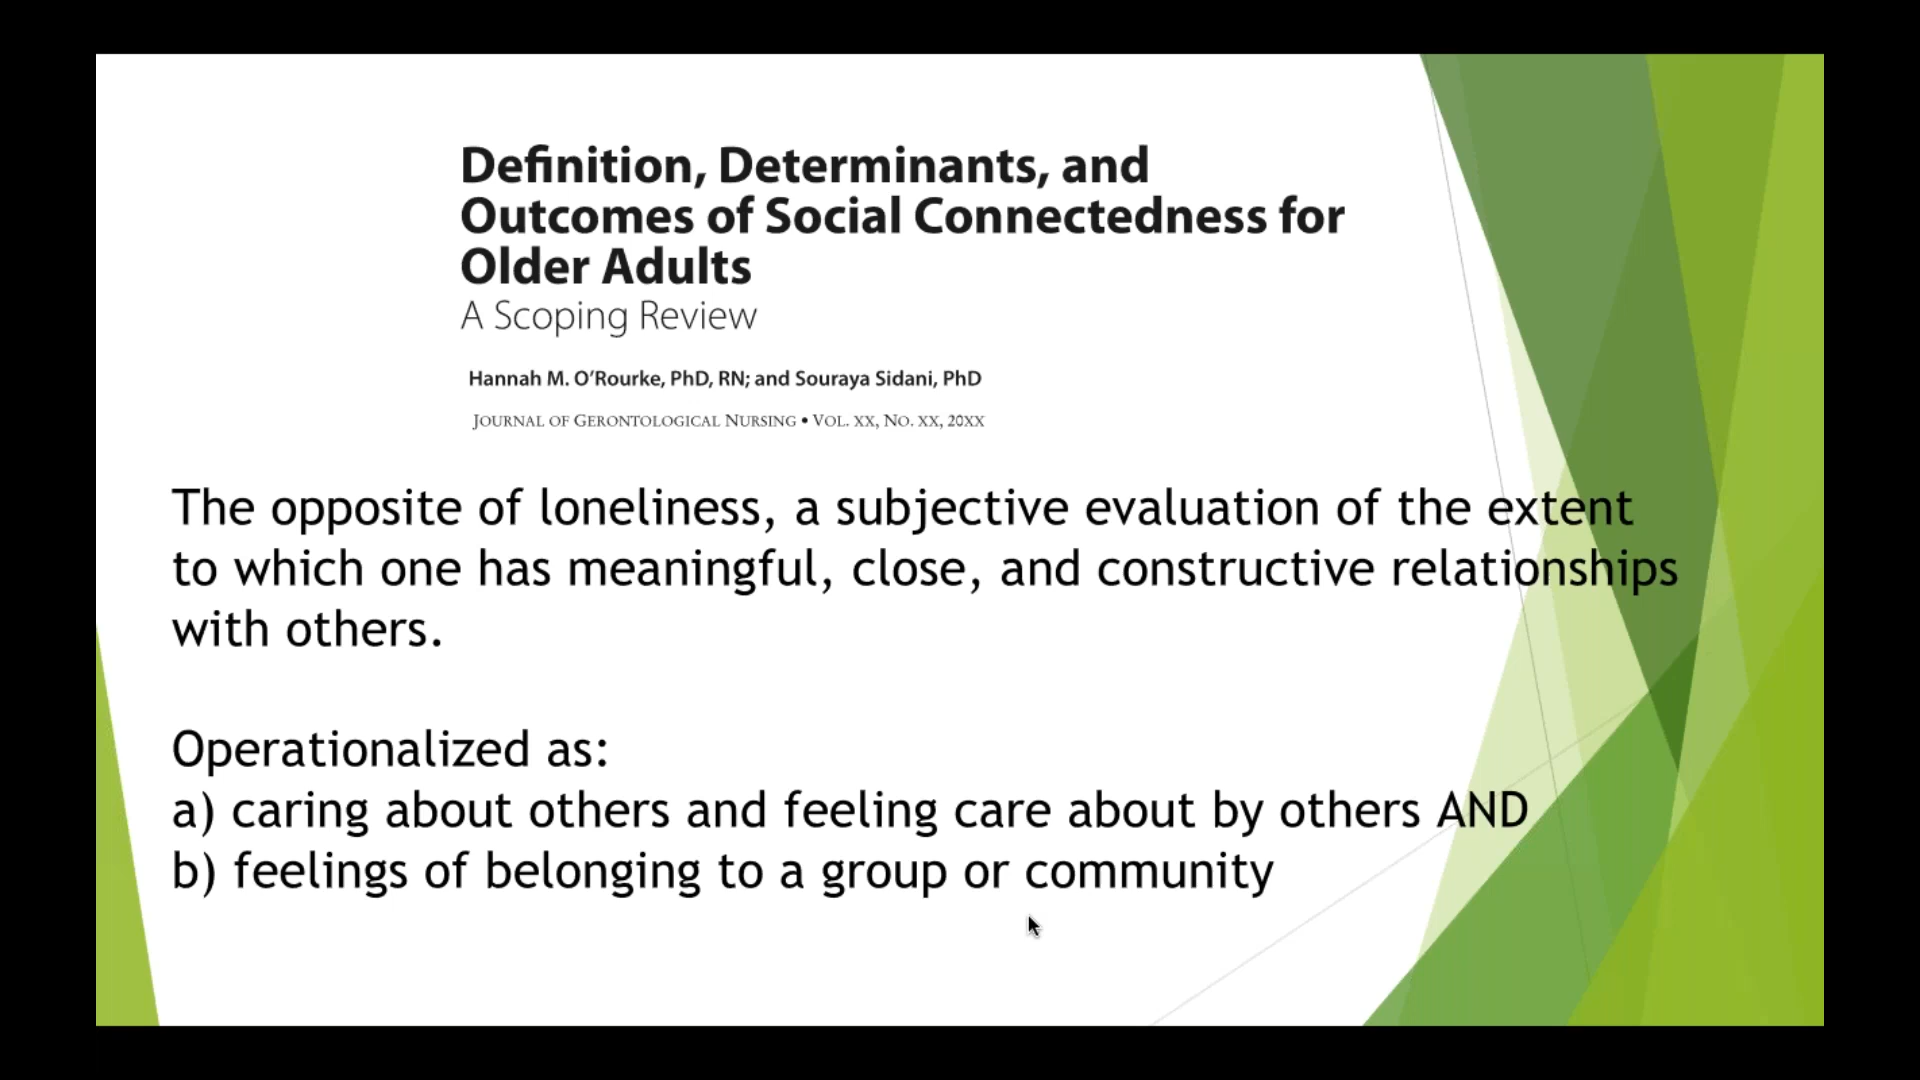 Definition, Determinants, and
Outcomes of Social Connectedness for
Older Adults
A Scoping Review
Hannah M. O’Rourke, PhD, RN; and Souraya Sidani, PhD
Journal of Gerontological Nursing • Vol. xx, No. xx, 20XX
The opposite of loneliness, a subjective evaluation of the extent
to which one has meaningful, close, and constructive relationships
with others.
Operationalized as:
a) caring about others and feeling care about by others AND
b) feelings of belonging to a group or community